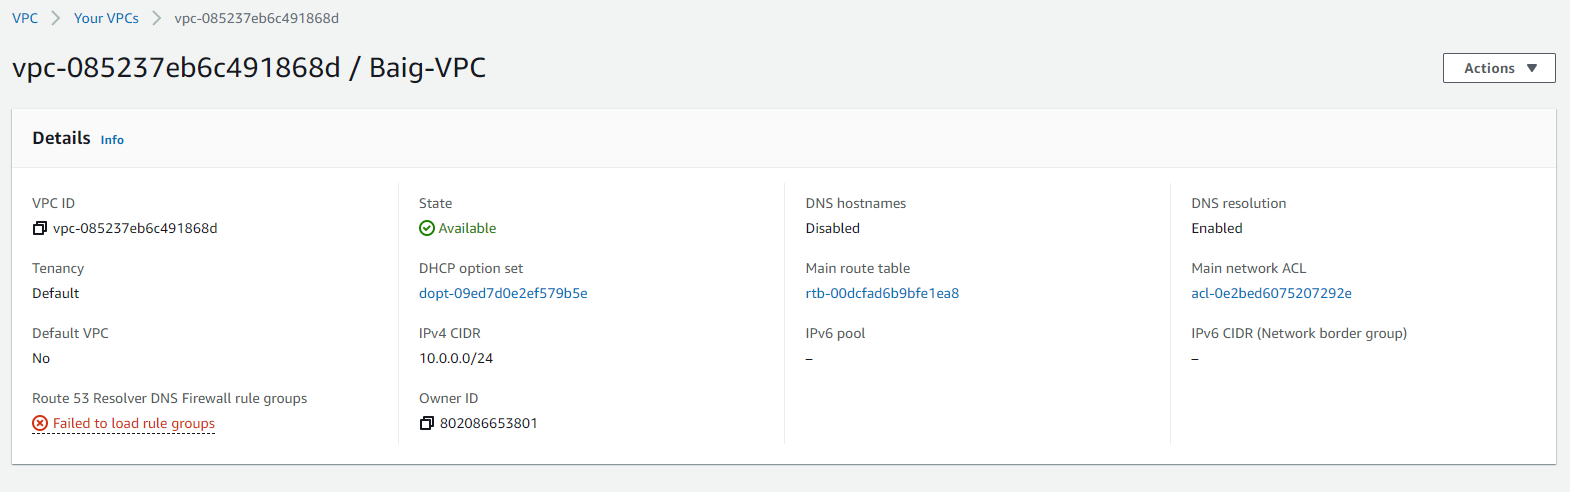 VPC > Your VPCs > vpc-085237eb6c491868d
vpc-085237eb6c491868d / Baig-VPC
Actions
Details Info
VPC ID
vpc-085237eb6c491868d
State
Available
DNS hostnames
Disabled
DNS resolution
Enabled
Tenancy
Default
DHCP option set
dopt-09ed7d0e2ef579b5e
Main route table
rtb-00dcfad6b9bfe1ea8
Main network ACL
acl-0e2bed6075207292e
Default VPC
No
IPv4 CIDR
10.0.0.0/24
IPv6 pool
–
IPv6 CIDR (Network border group)
–
Route 53 Resolver DNS Firewall rule groups
Failed to load rule groups
Owner ID
802086653801